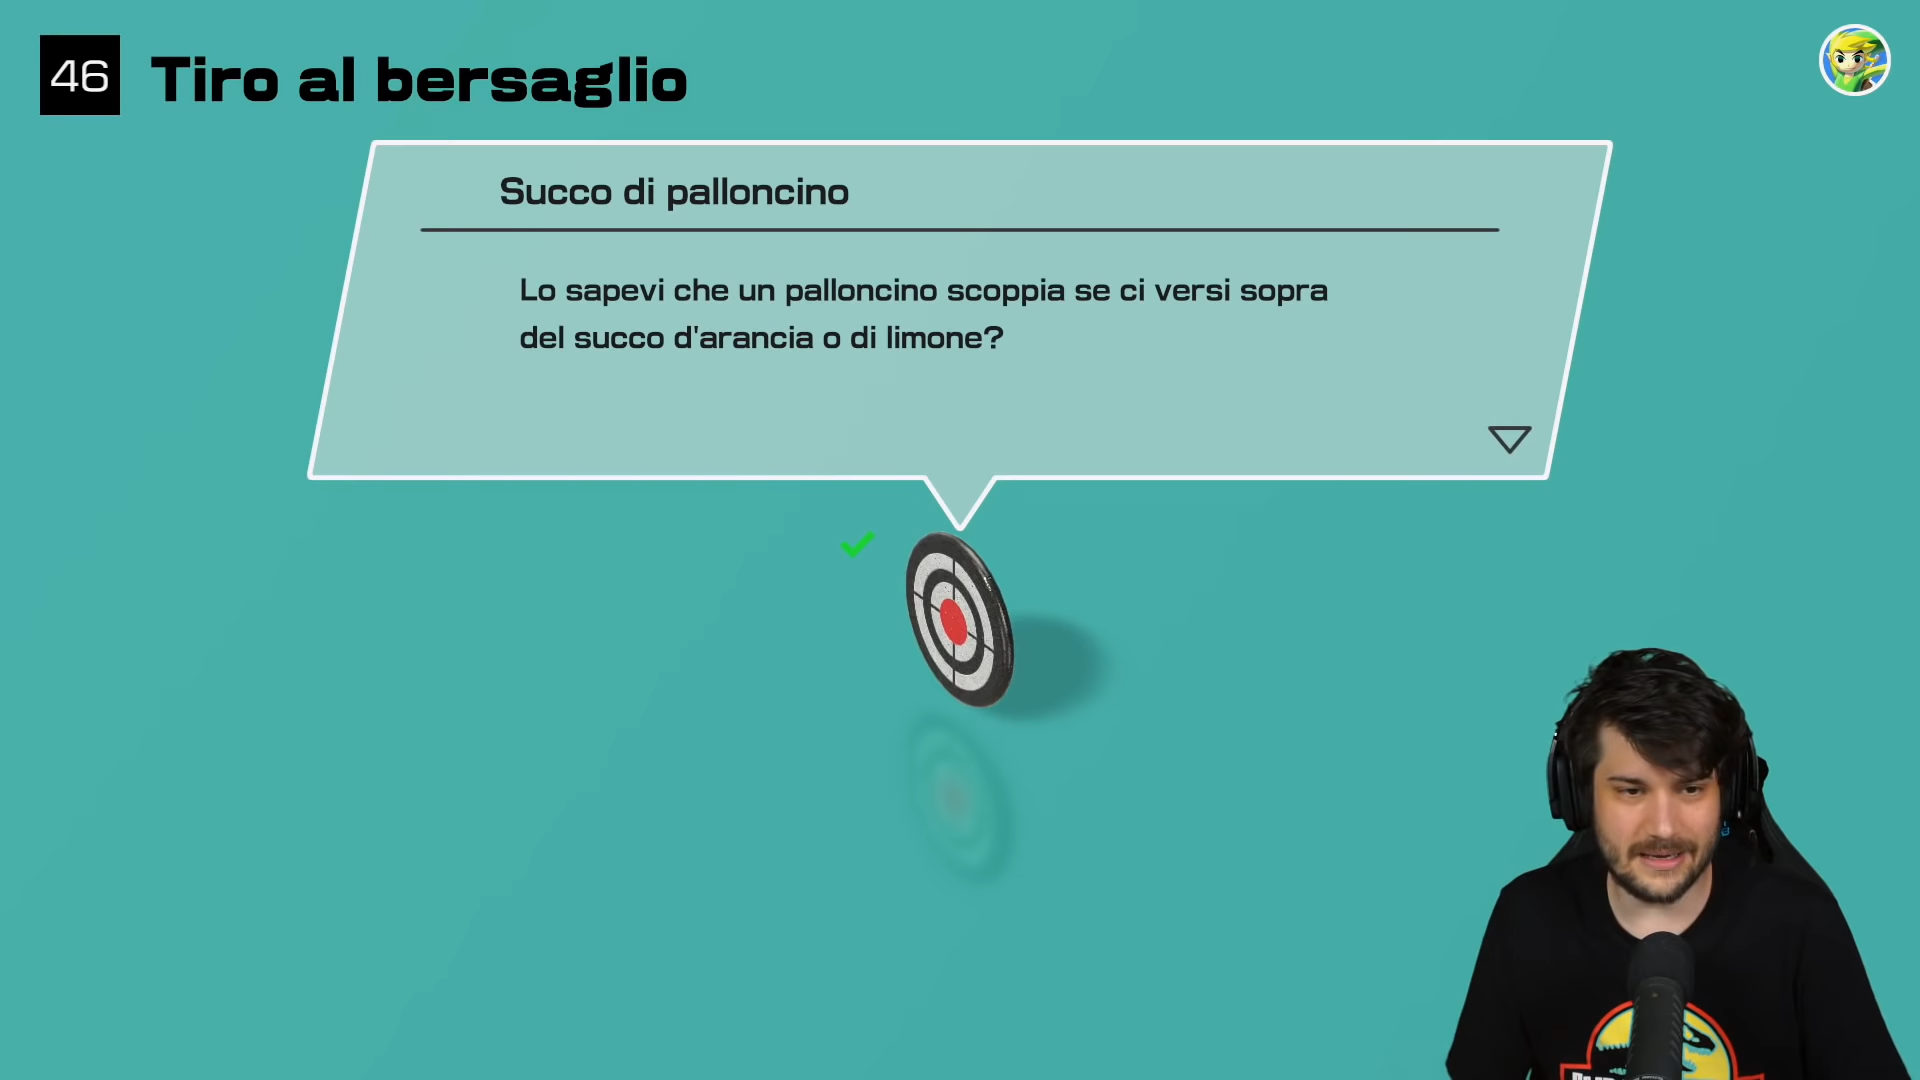 46
Tiro al bersaglio
Succo di palloncino
Lo sapevi che un palloncino scoppia se ci versi sopra
del succo d'arancia o di limone?